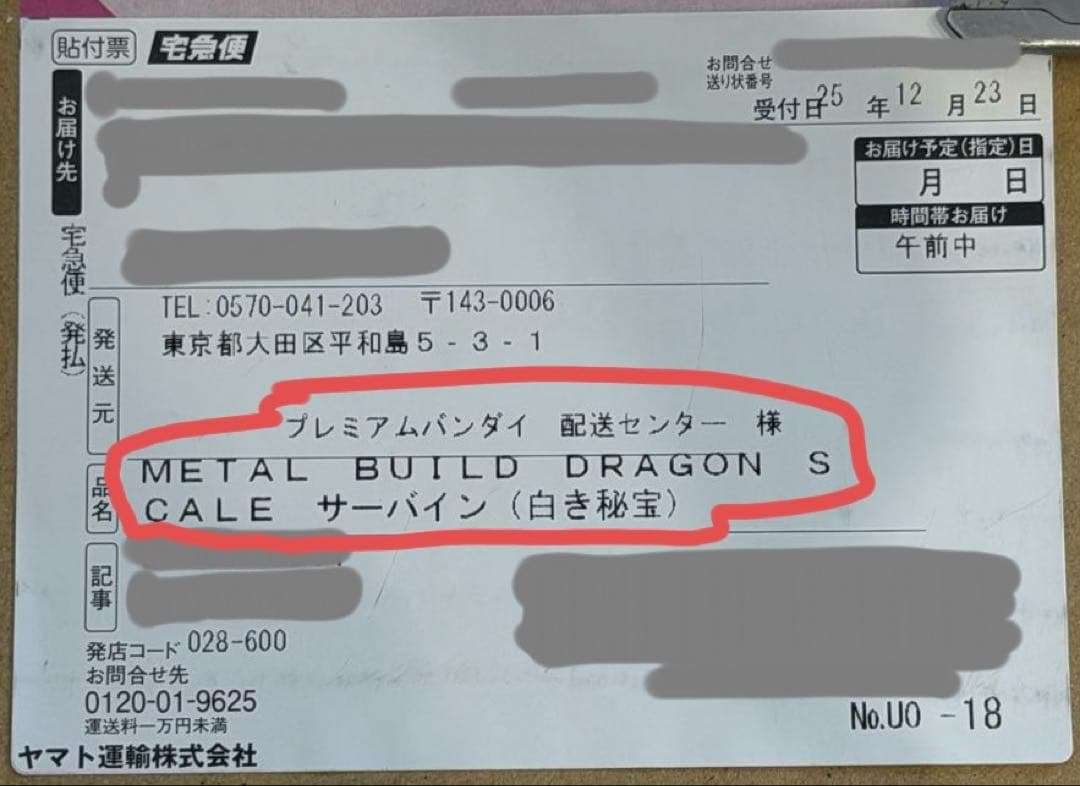 貼付票 宅急便
お問合せ
送り状番号
受付日 25 年 12 月 23 日
お届け先
お届け予定(指定)日
月 日
時間帯お届け
午前中
宅急便(発払)
発送元
TEL:0570-041-203 〒143-0006
東京都大田区平和島5-3-1
プレミアムバンダイ 配送センター 様
品名
METAL BUILD DRAGON S
CALE サーバイン(白き秘宝)
記事
発店コード 028-600
お問合せ先
0120-01-9625
運送料一万円未満
No.UO -18
ヤマト運輸株式会社